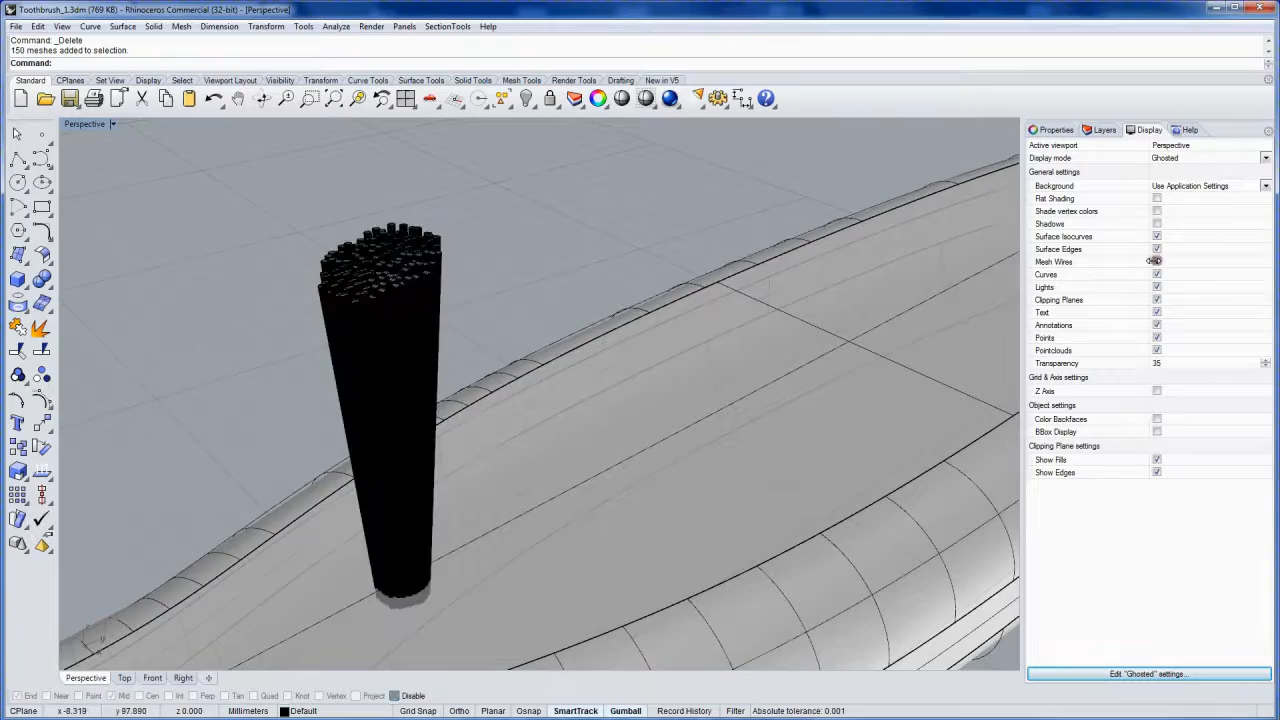 Toothbrush_1.3dm (769 KB) - Rhinoceros Commercial (32-bit) - [Perspective]
File Edit View Curve Surface Solid Mesh Dimension Transform Tools Analyze Render Panels SectionTools Help
Command: _Delete
150 meshes added to selection.
Command:
Standard CPlanes Set View Display Select Viewport Layout Visibility Transform Curve Tools Surface Tools Solid Tools Mesh Tools Render Tools Drafting New in V5
Perspective
Properties Layers Display Help
Active viewport Perspective
Display mode Ghosted
General settings
Background Use Application Settings
Flat Shading
Shade vertex colors
Shadows
Surface Isocurves
Surface Edges
Mesh Wires
Curves
Lights
Clipping Planes
Text
Annotations
Points
Pointclouds
Transparency 35
Grid & Axis settings
Z Axis
Object settings
Color Backfaces
BBox Display
Clipping Plane settings
Show Fills
Show Edges
Edit "Ghosted" settings...
Perspective Top Front Right
End Near Point Mid Cen Int Perp Tan Quad Knot Vertex Project Disable
CPlane x -8.319 y 97.890 z 0.000 Millimeters Default Grid Snap Ortho Planar Osnap SmartTrack Gumball Record History Filter Absolute tolerance: 0.001